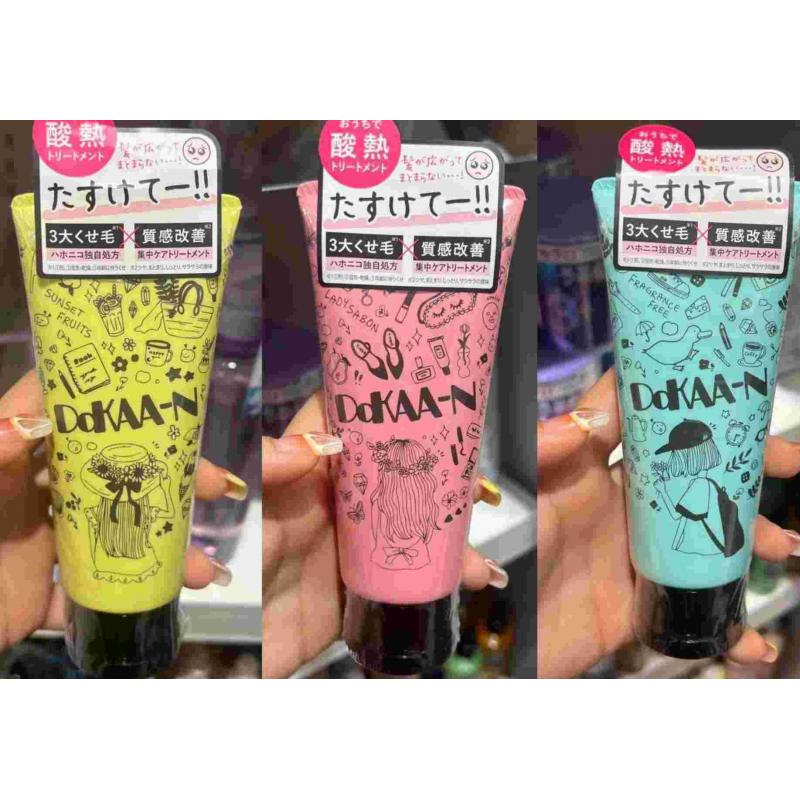 酸熱
トリートメント
髪が広がって
まとまらない…!
たすけてー!!
3大くせ毛 × 質感改善
ハホニコ独自処方
集中ケアトリートメント
SUNSET
FRUITS
Book
DoKAA-N
おうちで
酸熱
トリートメント
髪が広がって
まとまらない…!
たすけてー!!
3大くせ毛 × 質感改善
ハホニコ独自処方
集中ケアトリートメント
LADYSABON
DoKAA-N
おうちで
酸熱
トリートメント
髪が広がって
まとまらない…!
たすけてー!!
3大くせ毛 × 質感改善
ハホニコ独自処方
集中ケアトリートメント
FRAGRANCE
FREE
DoKAA-N